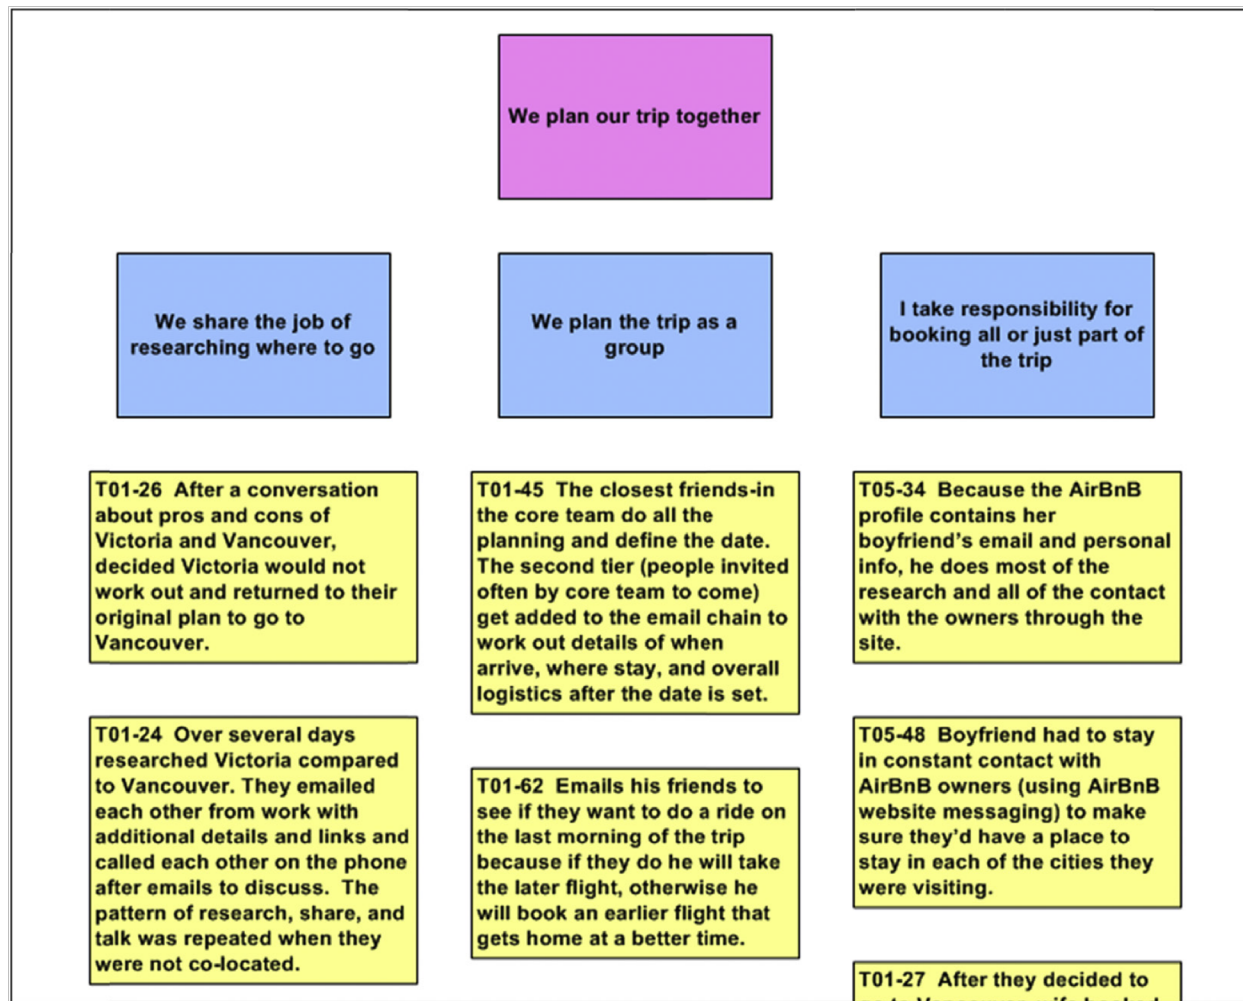 We plan our trip together
We share the job of
researching where to go
We plan the trip as a
group
I take responsibility for
booking all or just part of
the trip
T01-26  After a conversation
about pros and cons of
Victoria and Vancouver,
decided Victoria would not
work out and returned to their
original plan to go to
Vancouver.
T01-24  Over several days
researched Victoria compared
to Vancouver. They emailed
each other from work with
additional details and links and
called each other on the phone
after emails to discuss.  The
pattern of research, share, and
talk was repeated when they
were not co-located.
T01-45  The closest friends-in
the core team do all the
planning and define the date.
The second tier (people invited
often by core team to come)
get added to the email chain to
work out details of when
arrive, where stay, and overall
logistics after the date is set.
T01-62  Emails his friends to
see if they want to do a ride on
the last morning of the trip
because if they do he will take
the later flight, otherwise he
will book an earlier flight that
gets home at a better time.
T05-34  Because the AirBnB
profile contains her
boyfriend's email and personal
info, he does most of the
research and all of the contact
with the owners through the
site.
T05-48  Boyfriend had to stay
in constant contact with
AirBnB owners (using AirBnB
website messaging) to make
sure they'd have a place to
stay in each of the cities they
were visiting.
T01-27  After they decided to